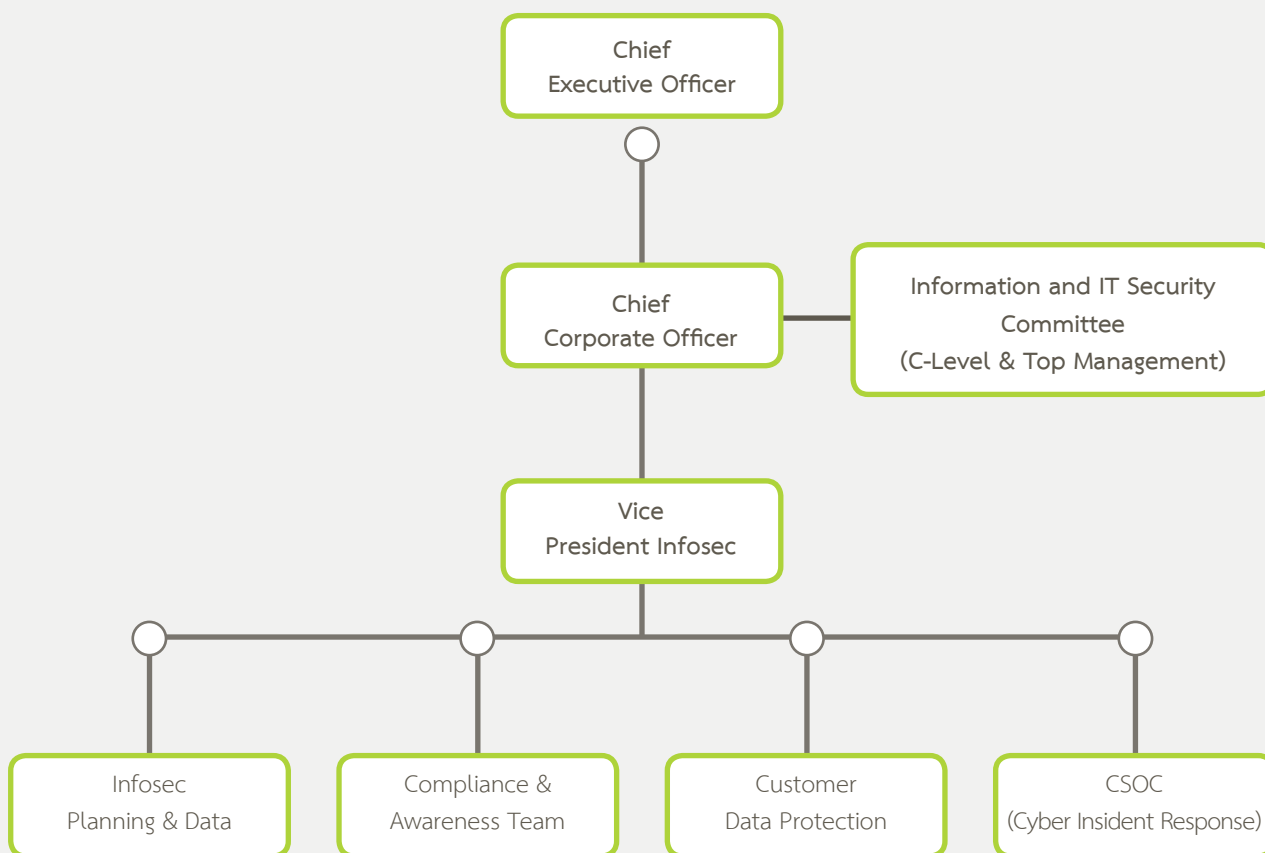 Chief
Executive Officer
Chief
Corporate Officer
Information and IT Security
Committee
(C-Level & Top Management)
Vice
President Infosec
Infosec
Planning & Data
Compliance &
Awareness Team
Customer
Data Protection
CSOC
(Cyber Insident Response)